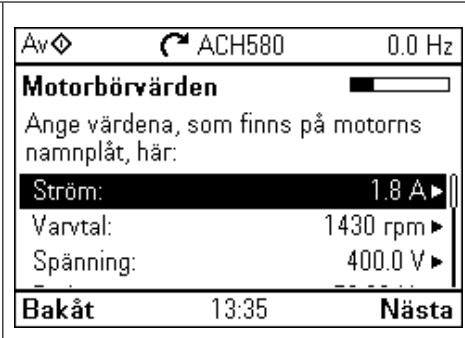 Av ACH580 0.0 Hz
Motorbörvärden
Ange värdena, som finns på motorns
namnplåt, här:
Ström: 1.8 A
Varvtal: 1430 rpm
Spänning: 400.0 V
Bakåt 13:35 Nästa